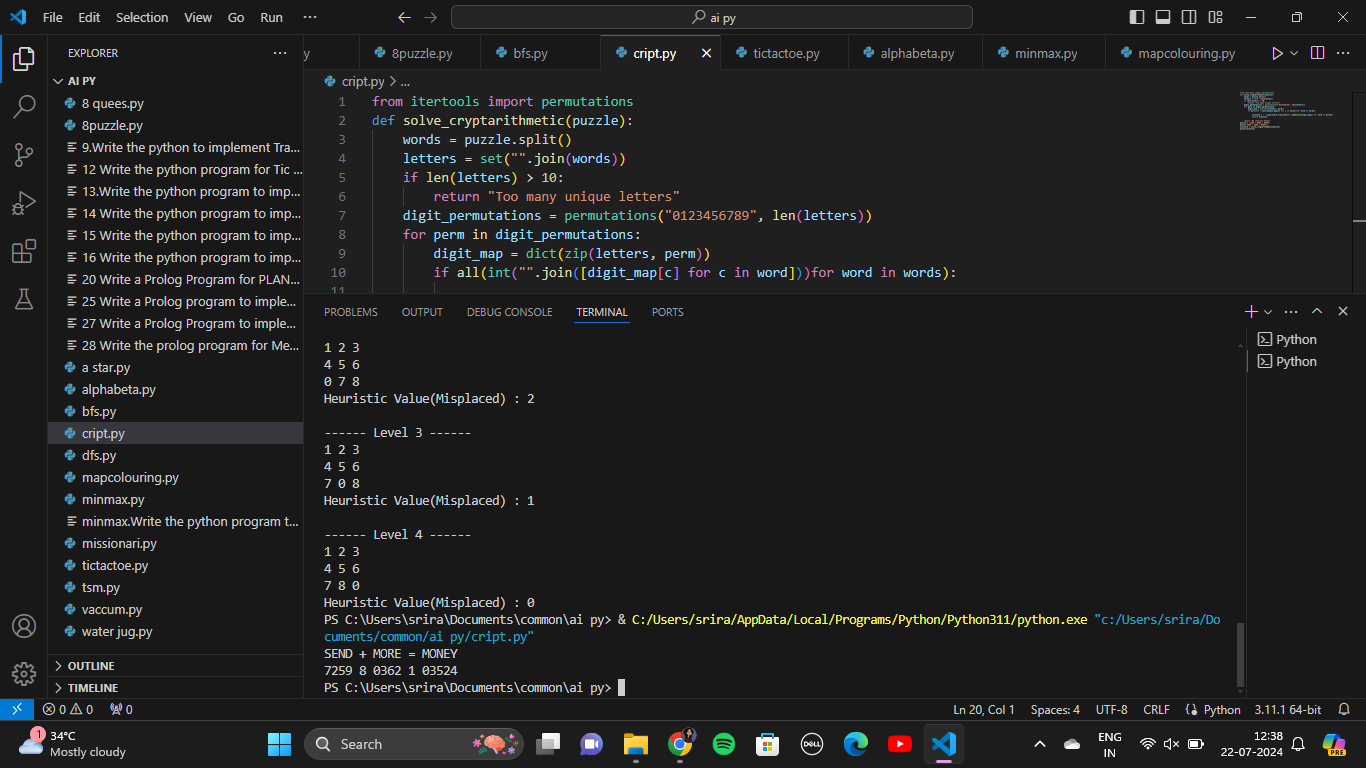 File Edit Selection View Go Run ··· ai py
EXPLORER ···
AI PY
8 quees.py
8puzzle.py
9.Write the python to implement Tra...
12 Write the python program for Tic ...
13.Write the python program to imp...
14 Write the python program to imp...
15 Write the python program to imp...
16 Write the python program to imp...
20 Write a Prolog Program for PLAN...
25 Write a Prolog program to imple...
27 Write a Prolog Program to imple...
28 Write the prolog program for Me...
a star.py
alphabeta.py
bfs.py
cript.py
dfs.py
mapcolouring.py
minmax.py
minmax.Write the python program t...
missionari.py
tictactoe.py
tsm.py
vaccum.py
water jug.py
OUTLINE
TIMELINE
y 8puzzle.py bfs.py cript.py tictactoe.py alphabeta.py minmax.py mapcolouring.py
cript.py > ...
1 from itertools import permutations
2 def solve_cryptarithmetic(puzzle):
3 words = puzzle.split()
4 letters = set("".join(words))
5 if len(letters) > 10:
6 return "Too many unique letters"
7 digit_permutations = permutations("0123456789", len(letters))
8 for perm in digit_permutations:
9 digit_map = dict(zip(letters, perm))
10 if all(int("".join([digit_map[c] for c in word]))for word in words):
11
PROBLEMS OUTPUT DEBUG CONSOLE TERMINAL PORTS
Python
Python
1 2 3
4 5 6
0 7 8
Heuristic Value(Misplaced) : 2
------ Level 3 ------
1 2 3
4 5 6
7 0 8
Heuristic Value(Misplaced) : 1
------ Level 4 ------
1 2 3
4 5 6
7 8 0
Heuristic Value(Misplaced) : 0
PS C:\Users\srira\Documents\common\ai py> & C:/Users/srira/AppData/Local/Programs/Python/Python311/python.exe "c:/Users/srira/Do
cuments/common/ai py/cript.py"
SEND + MORE = MONEY
7259 8 0362 1 03524
PS C:\Users\srira\Documents\common\ai py>
0 0 0 Ln 20, Col 1 Spaces: 4 UTF-8 CRLF Python 3.11.1 64-bit
1 34°C
Mostly cloudy
Search
DELL
ENG
IN
12:38
22-07-2024
PRE